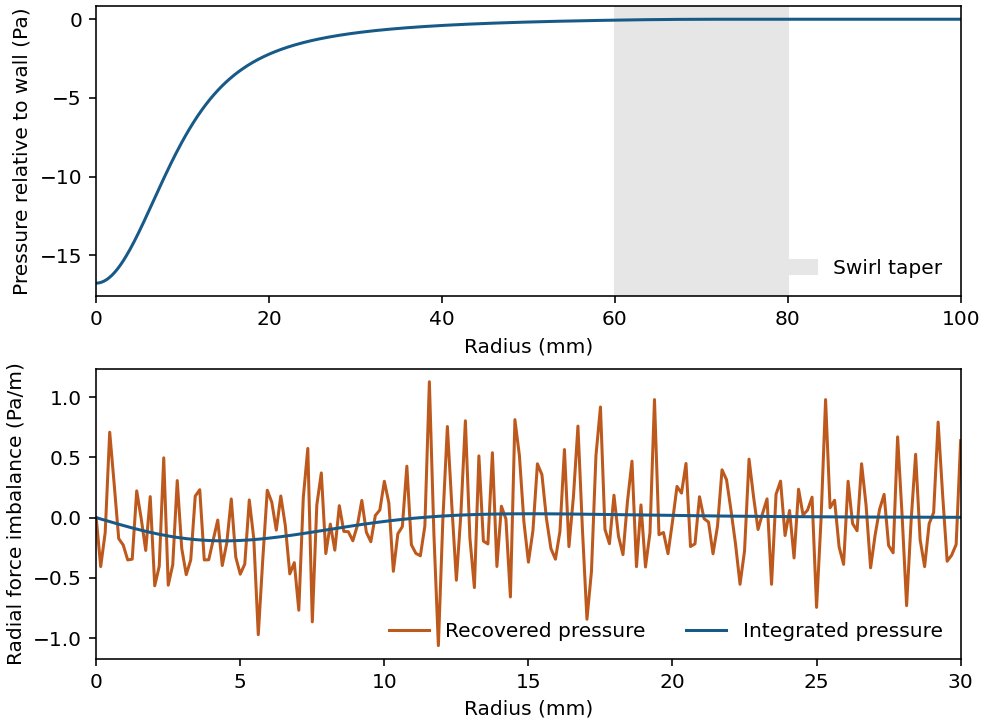 Pressure relative to wall (Pa)
0
−5
−10
−15
Swirl taper
0 20 40 60 80 100
Radius (mm)
Radial force imbalance (Pa/m)
1.0
0.5
0.0
−0.5
−1.0
Recovered pressure Integrated pressure
0 5 10 15 20 25 30
Radius (mm)